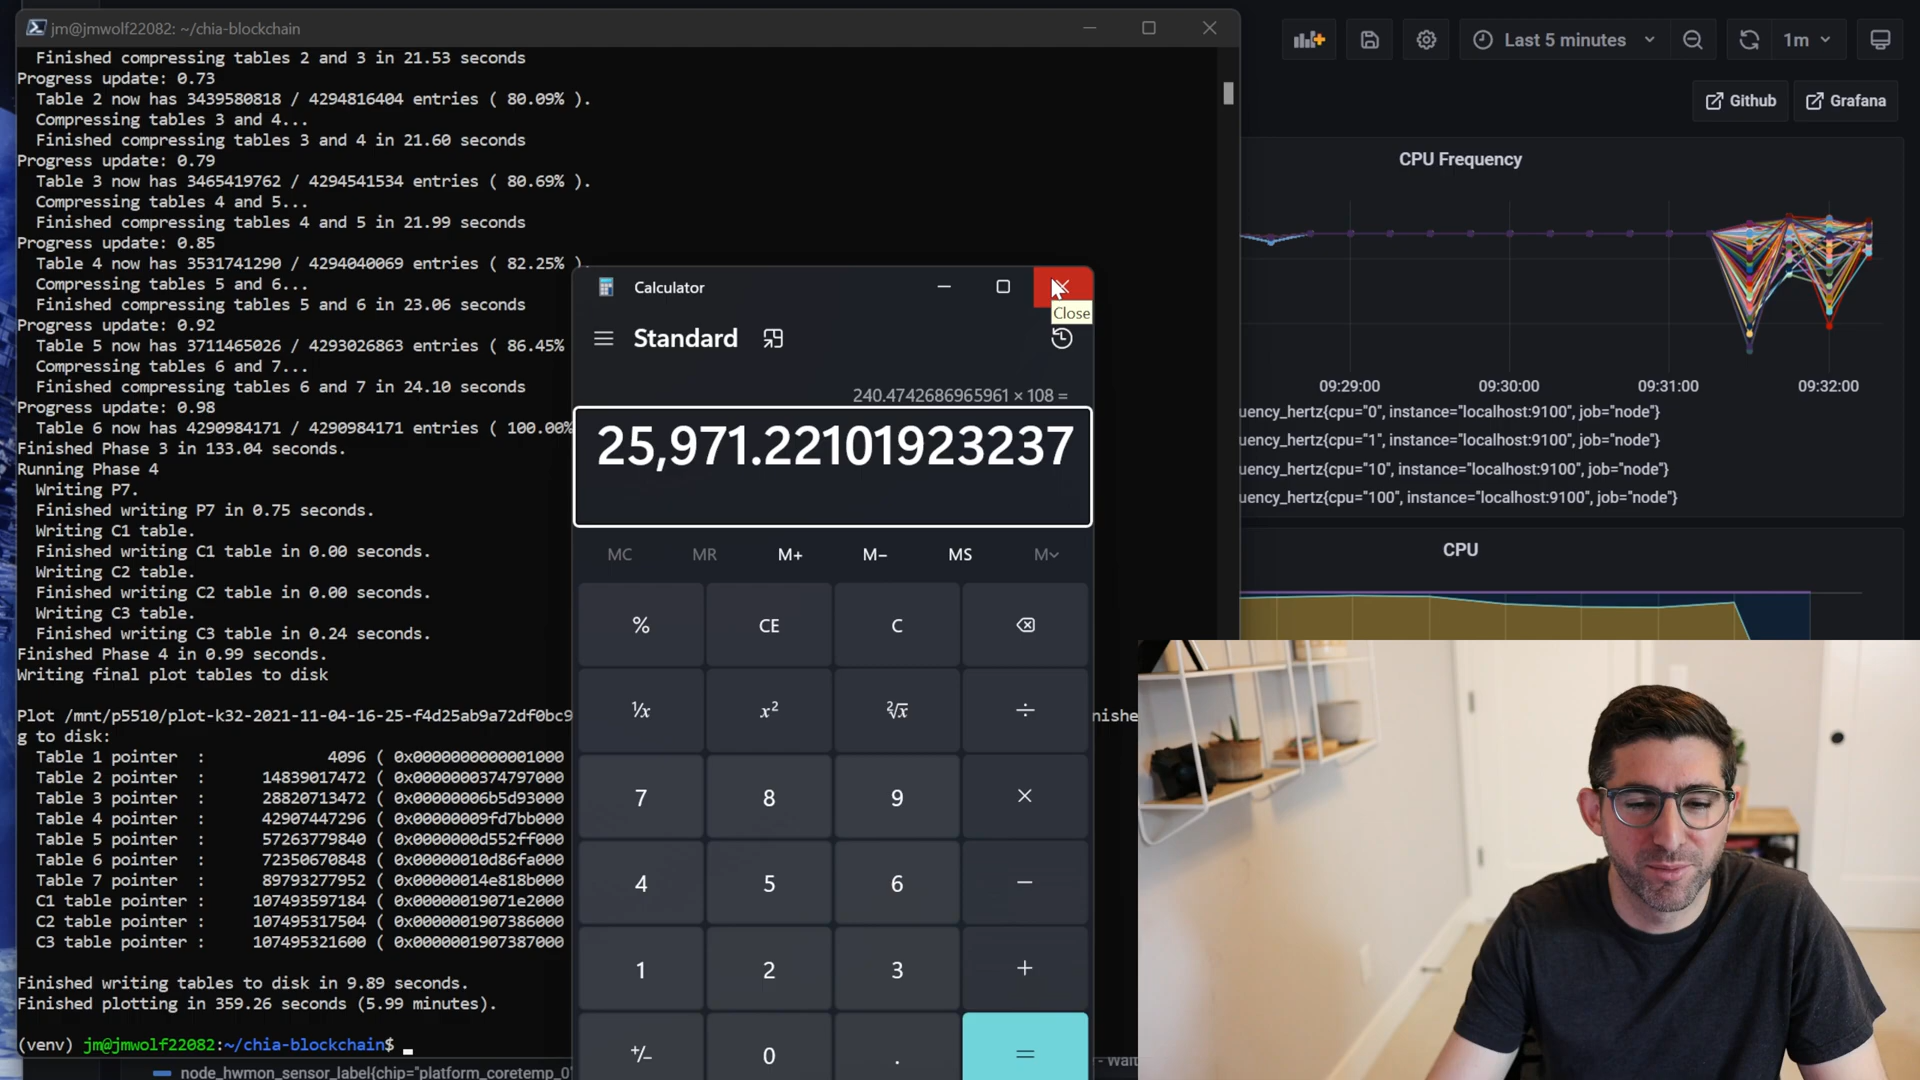 jm@jmwolf22082: ~/chia-blockchain
Finished compressing tables 2 and 3 in 21.53 seconds
Progress update: 0.73
Table 2 now has 3439580818 / 4294816404 entries ( 80.09% ).
Compressing tables 3 and 4...
Finished compressing tables 3 and 4 in 21.60 seconds
Progress update: 0.79
Table 3 now has 3465419762 / 4294541534 entries ( 80.69% ).
Compressing tables 4 and 5...
Finished compressing tables 4 and 5 in 21.99 seconds
Progress update: 0.85
Table 4 now has 3531741290 / 4294040069 entries ( 82.25% ).
Compressing tables 5 and 6...
Finished compressing tables 5 and 6 in 23.06 seconds
Progress update: 0.92
Table 5 now has 3711465026 / 4293026863 entries ( 86.45%
Compressing tables 6 and 7...
Finished compressing tables 6 and 7 in 24.10 seconds
Progress update: 0.98
Table 6 now has 4290984171 / 4290984171 entries ( 100.00%
Finished Phase 3 in 133.04 seconds.
Running Phase 4
Writing P7.
Finished writing P7 in 0.75 seconds.
Writing C1 table.
Finished writing C1 table in 0.00 seconds.
Writing C2 table.
Finished writing C2 table in 0.00 seconds.
Writing C3 table.
Finished writing C3 table in 0.24 seconds.
Finished Phase 4 in 0.99 seconds.
Writing final plot tables to disk
Plot /mnt/p5510/plot-k32-2021-11-04-16-25-f4d25ab9a72df0bc9
g to disk:
Table 1 pointer : 4096 ( 0x0000000000001000
Table 2 pointer : 14839017472 ( 0x0000000374797000
Table 3 pointer : 28820713472 ( 0x00000006b5d93000
Table 4 pointer : 42907447296 ( 0x00000009fd7bb000
Table 5 pointer : 57263779840 ( 0x0000000d552ff000
Table 6 pointer : 72350670848 ( 0x00000010d86fa000
Table 7 pointer : 89793277952 ( 0x00000014e818b000
C1 table pointer : 107493597184 ( 0x00000019071e2000
C2 table pointer : 107495317504 ( 0x0000001907386000
C3 table pointer : 107495321600 ( 0x0000001907387000
Finished writing tables to disk in 9.89 seconds.
Finished plotting in 359.26 seconds (5.99 minutes).
(venv) jm@jmwolf22082:~/chia-blockchain$
node_hwmon_sensor_label{chip="platform_coretemp_0"
Calculator
Close
Standard
240.4742686965961 × 108 =
25,971.22101923237
MC MR M+ M− MS M
% CE C
¹/x x² ²√x ÷
7 8 9 ×
4 5 6 −
1 2 3 +
+/− 0 . =
Last 5 minutes
1m
Github
Grafana
CPU Frequency
09:29:00 09:30:00 09:31:00 09:32:00
uency_hertz{cpu="0", instance="localhost:9100", job="node"}
uency_hertz{cpu="1", instance="localhost:9100", job="node"}
uency_hertz{cpu="10", instance="localhost:9100", job="node"}
uency_hertz{cpu="100", instance="localhost:9100", job="node"}
CPU